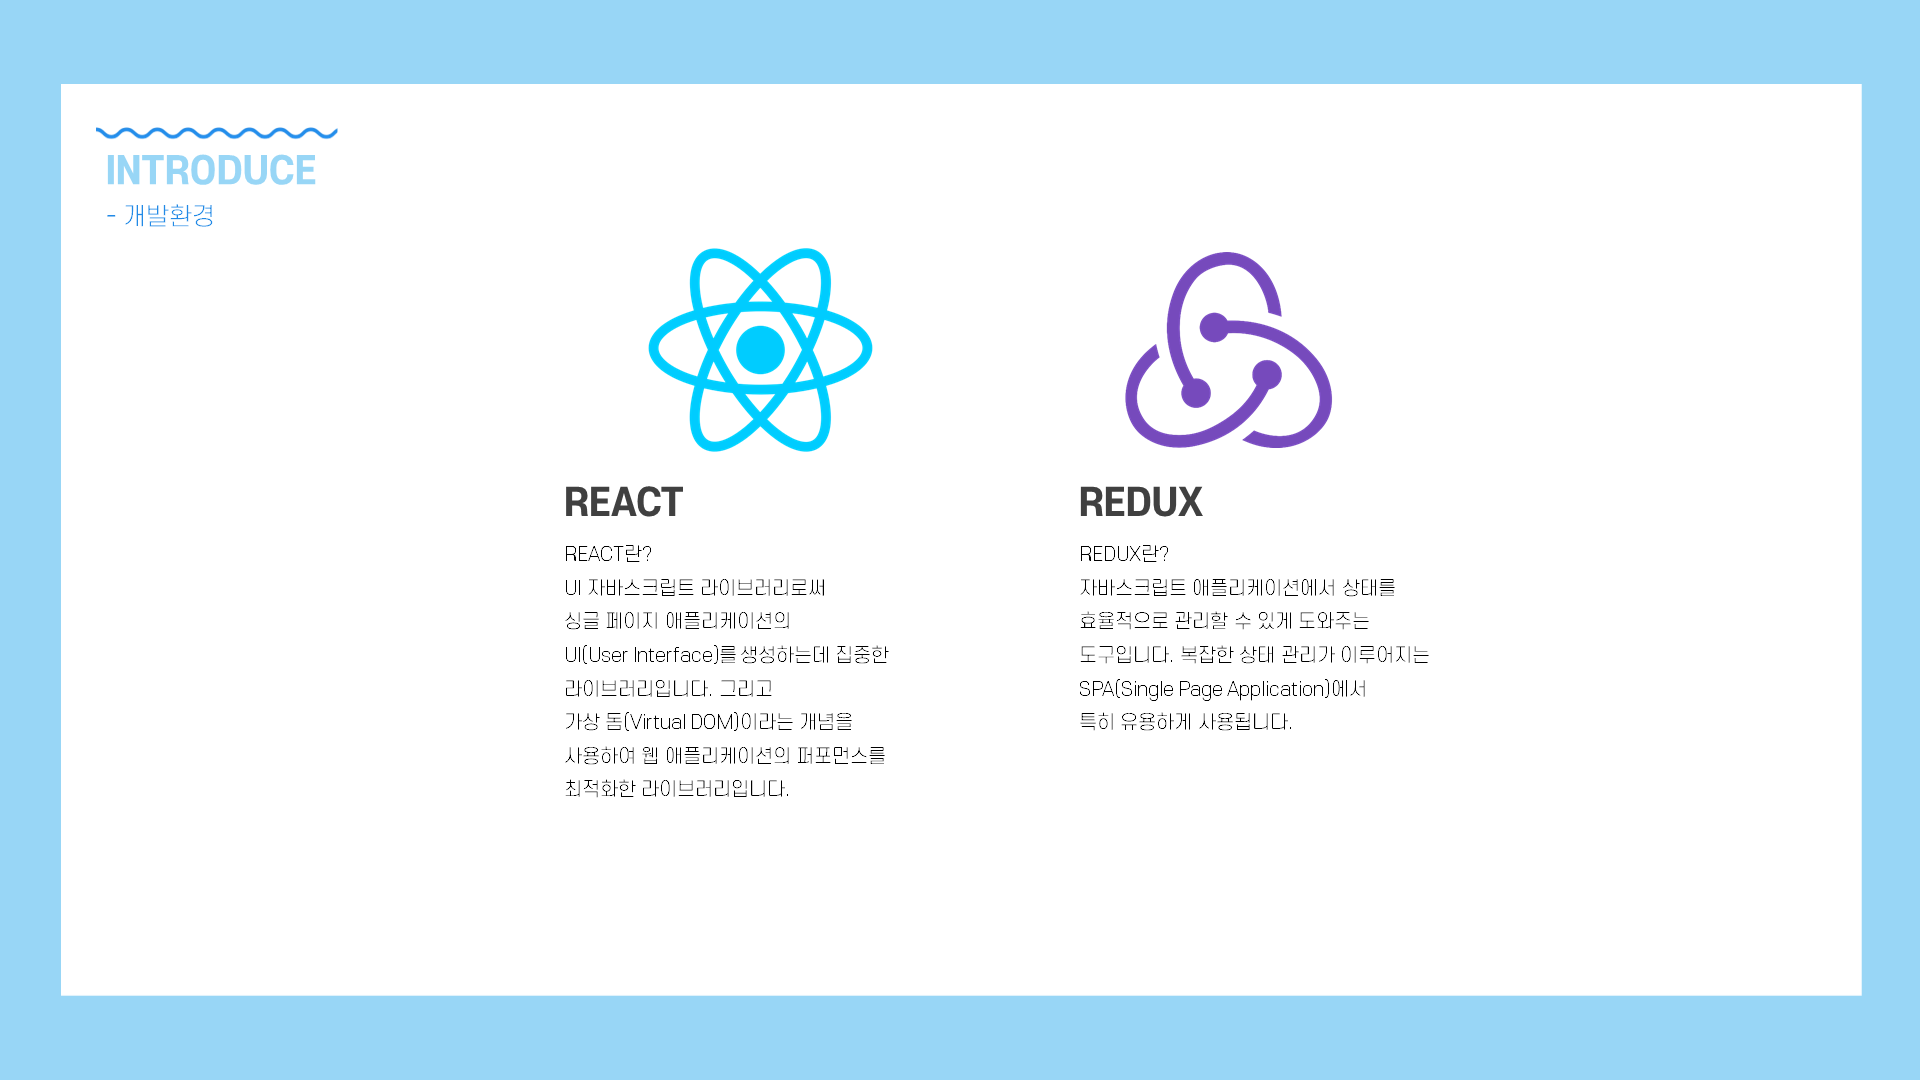 INTRODUCE
- 개발환경
REACT
REACT란?
UI 자바스크립트 라이브러리로써
싱글 페이지 애플리케이션의
UI(User Interface)를 생성하는데 집중한
라이브러리입니다. 그리고
가상 돔(Virtual DOM)이라는 개념을
사용하여 웹 애플리케이션의 퍼포먼스를
최적화한 라이브러리입니다.
REDUX
REDUX란?
자바스크립트 애플리케이션에서 상태를
효율적으로 관리할 수 있게 도와주는
도구입니다. 복잡한 상태 관리가 이루어지는
SPA(Single Page Application)에서
특히 유용하게 사용됩니다.